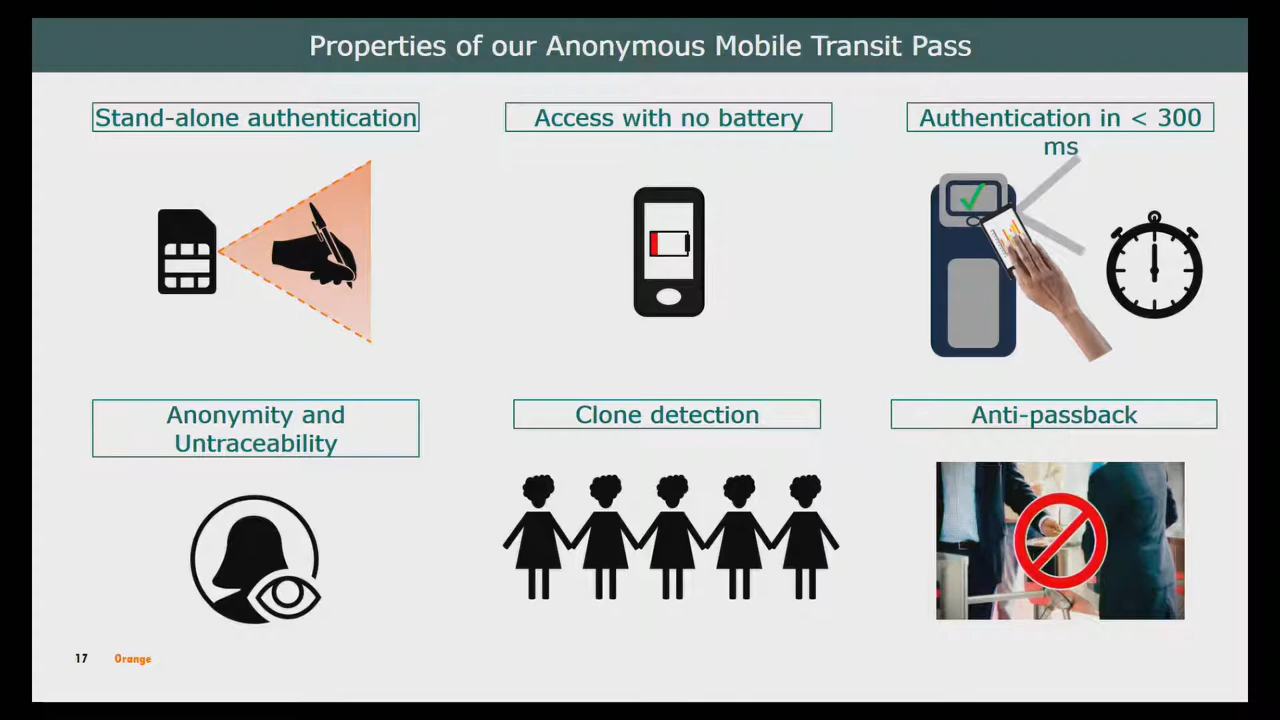 Properties of our Anonymous Mobile Transit Pass
Stand-alone authentication
Access with no battery
Authentication in < 300
ms
Anonymity and
Untraceability
Clone detection
Anti-passback
17 Orange